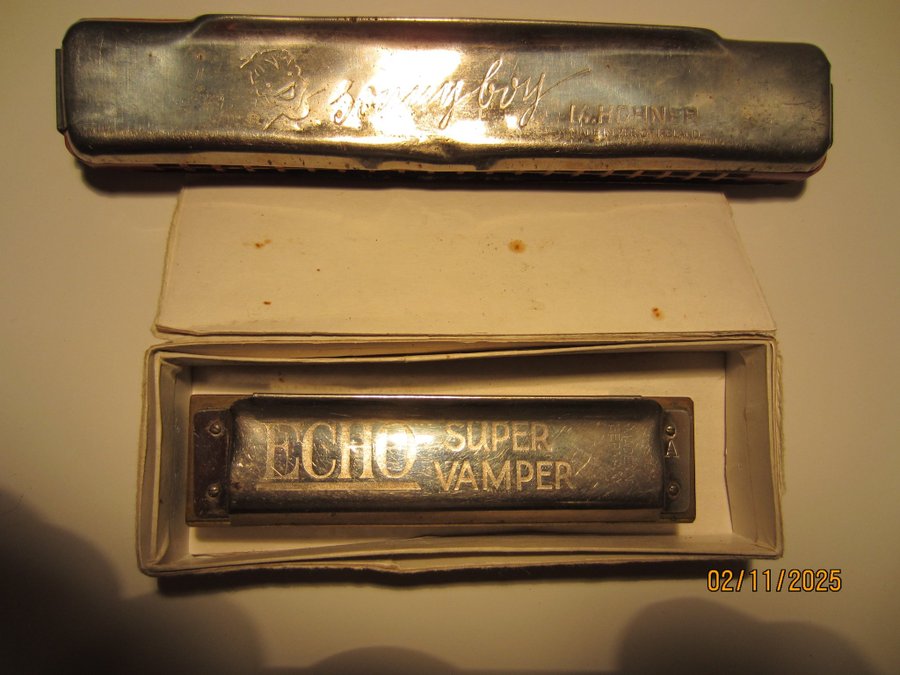 Sonny boy
M. HOHNER
ECHO
SUPER
VAMPER
A
02/11/2025